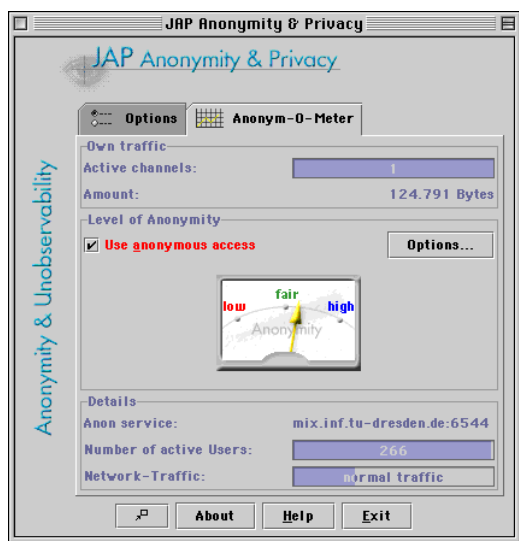 JAP Anonymity & Privacy
JAP Anonymity & Privacy
Anonymity & Unobservability
Options
Anonym-O-Meter
Own traffic
Active channels: 1
Amount: 124.791 Bytes
Level of Anonymity
Use anonymous access
Options...
fair
low
high
Anonymity
Details
Anon service: mix.inf.tu-dresden.de:6544
Number of active Users: 266
Network-Traffic: normal traffic
About Help Exit